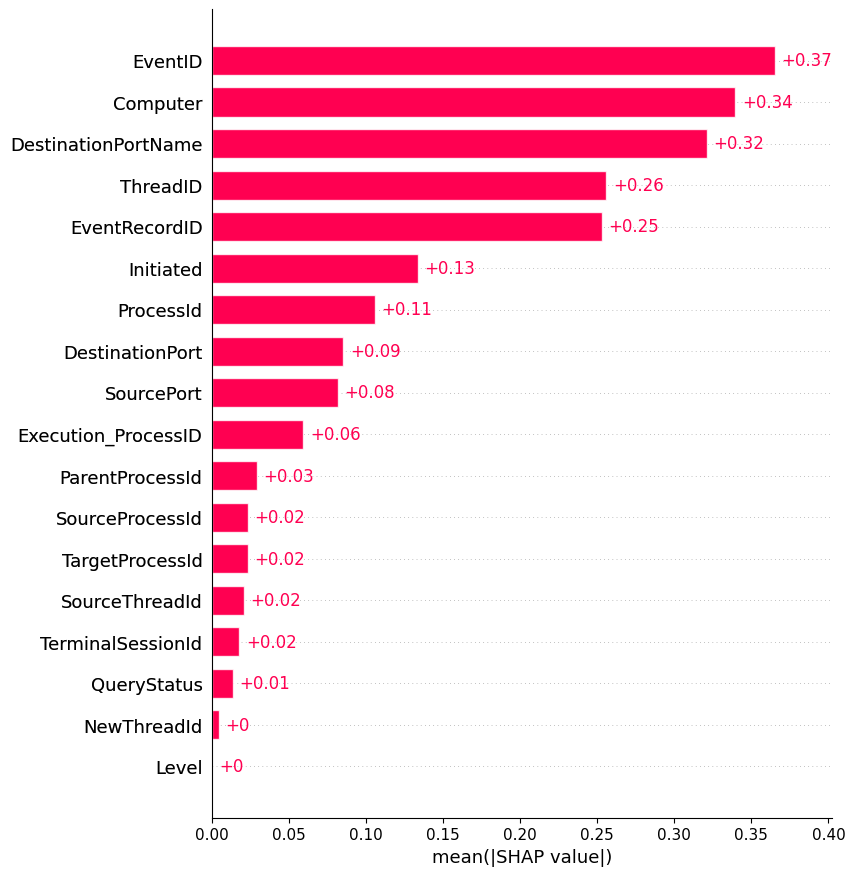 EventID +0.37
Computer +0.34
DestinationPortName +0.32
ThreadID +0.26
EventRecordID +0.25
Initiated +0.13
ProcessId +0.11
DestinationPort +0.09
SourcePort +0.08
Execution_ProcessID +0.06
ParentProcessId +0.03
SourceProcessId +0.02
TargetProcessId +0.02
SourceThreadId +0.02
TerminalSessionId +0.02
QueryStatus +0.01
NewThreadId +0
Level +0
0.00 0.05 0.10 0.15 0.20 0.25 0.30 0.35 0.40
mean(|SHAP value|)